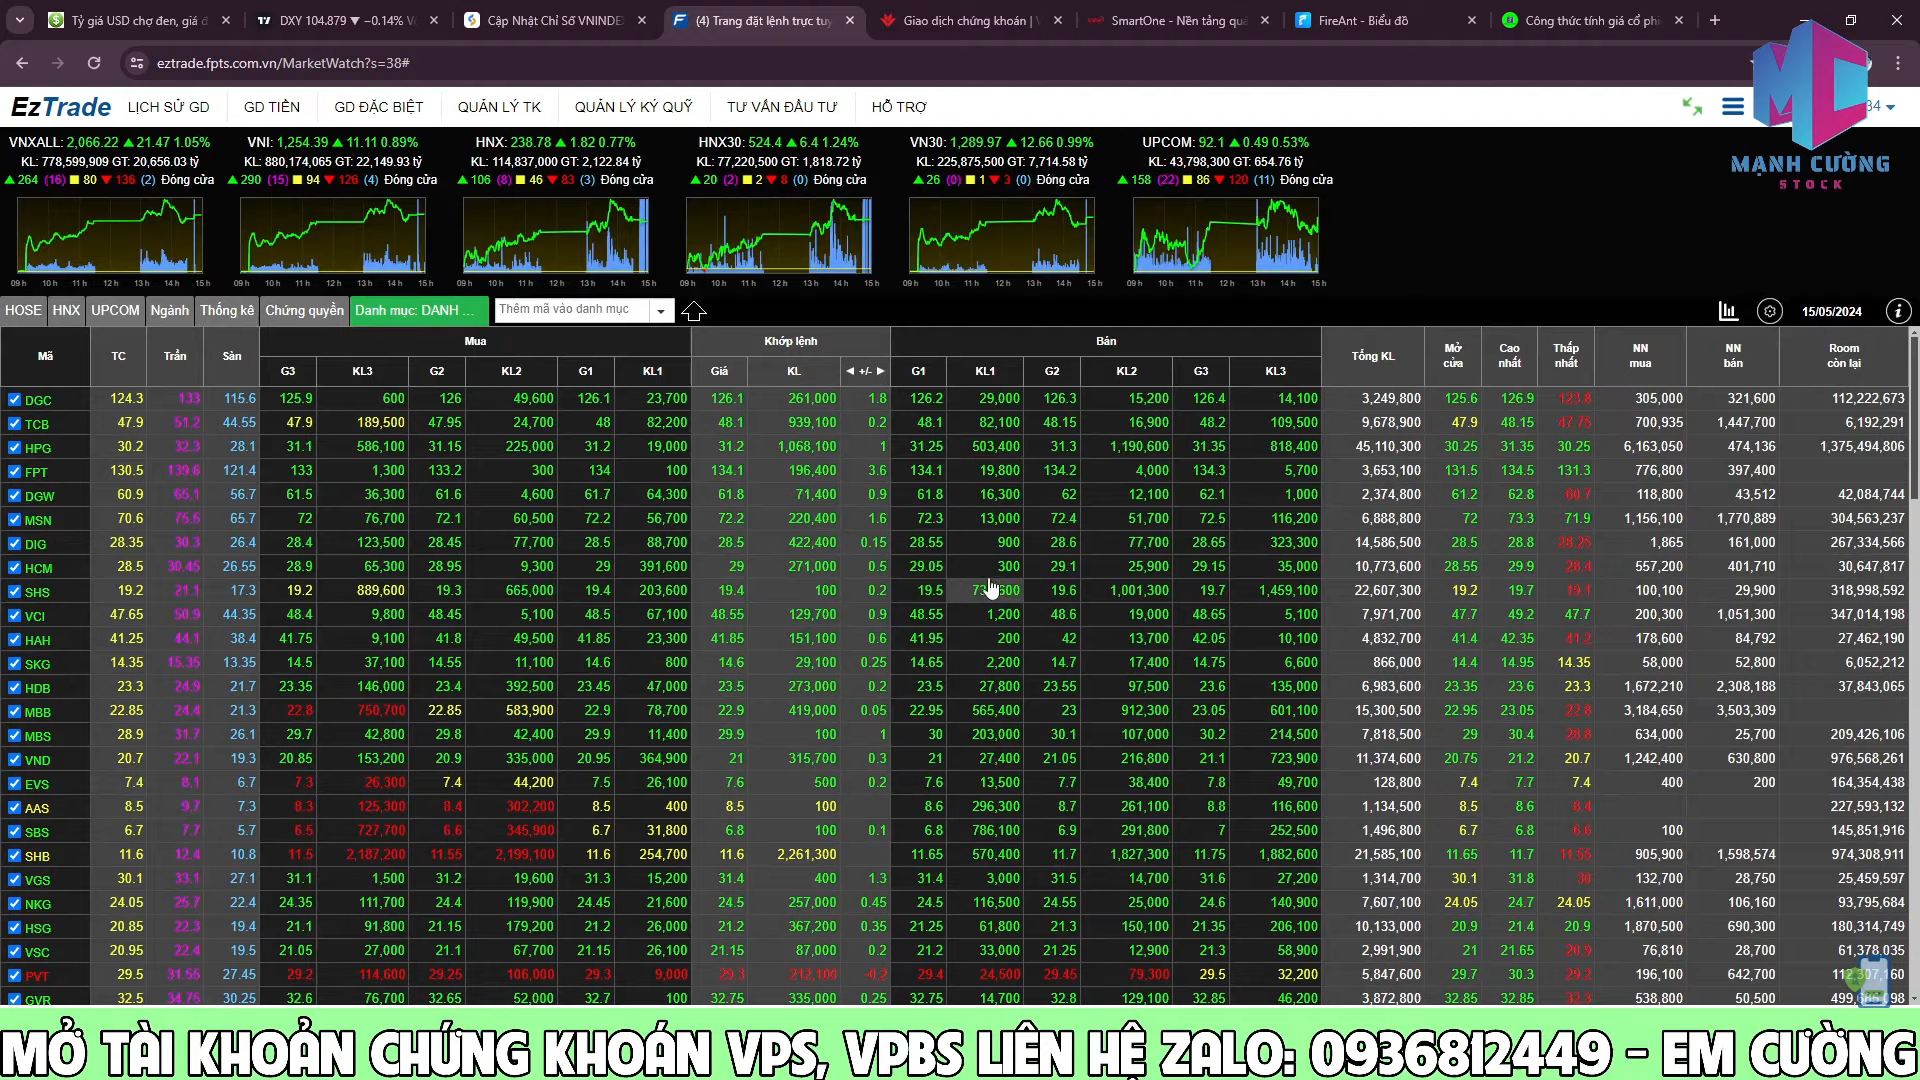 Tỷ giá USD chợ đen, giá đ
DXY 104.879 ▼ −0.14% V
Cập Nhật Chỉ Số VNINDE
(4) Trang đặt lệnh trực tu
Giao dịch chứng khoán | V
SmartOne - Nền tảng qu
FireAnt - Biểu đồ
Công thức tính giá cổ ph
eztrade.fpts.com.vn/MarketWatch?s=38#
EzTrade LỊCH SỬ GD GD TIỀN GD ĐẶC BIỆT QUẢN LÝ TK QUẢN LÝ KÝ QUỸ TƯ VẤN ĐẦU TƯ HỖ TRỢ
MẠNH CƯỜNG
STOCK
VNXALL: 2,066.22 ▲ 21.47 1.05% VNI: 1,254.39 ▲ 11.11 0.89% HNX: 238.78 ▲ 1.82 0.77% HNX30: 524.4 ▲ 6.4 1.24% VN30: 1,289.97 ▲ 12.66 0.99% UPCOM: 92.1 ▲ 0.49 0.53%
KL: 778,599,909 GT: 20,656.03 tỷ KL: 880,174,065 GT: 22,149.93 tỷ KL: 114,837,000 GT: 2,122.84 tỷ KL: 77,220,500 GT: 1,818.72 tỷ KL: 225,875,500 GT: 7,714.58 tỷ KL: 43,798,300 GT: 654.76 tỷ
▲ 264 (16) ■ 80 ▼ 136 (2) Đóng cửa ▲ 290 (15) ■ 94 ▼ 126 (4) Đóng cửa ▲ 106 (8) ■ 46 ▼ 83 (3) Đóng cửa ▲ 20 (2) ■ 2 ▼ 8 (0) Đóng cửa ▲ 26 (0) ■ 1 ▼ 3 (0) Đóng cửa ▲ 158 (22) ■ 86 ▼ 120 (11) Đóng cửa
09h 10h 11h 12h 13h 14h 15h 09h 10h 11h 12h 13h 14h 15h 09h 10h 11h 12h 13h 14h 15h 09h 10h 11h 12h 13h 14h 15h 09h 10h 11h 12h 13h 14h 15h 09h 10h 11h 12h 13h 14h 15h
HOSE HNX UPCOM Ngành Thống kê Chứng quyền Danh mục: DANH ... Thêm mã vào danh mục 15/05/2024
Mã TC Trần Sàn Mua Khớp lệnh Bán Tổng KL Mở cửa Cao nhất Thấp nhất NN mua NN bán Room còn lại
G3 KL3 G2 KL2 G1 KL1 Giá KL ◀ +/- ▶ G1 KL1 G2 KL2 G3 KL3
DGC 124.3 133 115.6 125.9 600 126 49,600 126.1 23,700 126.1 261,000 1.8 126.2 29,000 126.3 15,200 126.4 14,100 3,249,800 125.6 126.9 123.8 305,000 321,600 112,222,673
TCB 47.9 51.2 44.55 47.9 189,500 47.95 24,700 48 82,200 48.1 939,100 0.2 48.1 82,100 48.15 16,900 48.2 109,500 9,678,800 47.9 48.15 47.75 700,935 1,447,700 6,192,291
HPG 30.2 32.3 28.1 31.1 586,100 31.15 225,000 31.2 19,000 31.2 1,068,100 1 31.25 503,400 31.3 1,190,600 31.35 818,400 45,110,300 30.25 31.35 30.25 6,163,050 474,136 1,375,494,806
FPT 130.5 139.6 121.4 133 1,300 133.2 300 134 100 134.1 196,400 3.6 134.1 19,800 134.2 4,000 134.3 5,700 3,653,100 131.5 134.5 131.3 776,800 397,400
DGW 60.9 65.1 56.7 61.5 36,300 61.6 4,600 61.7 64,300 61.8 71,400 0.9 61.8 16,300 62 12,100 62.1 1,000 2,374,800 61.2 62.8 60.7 118,800 43,512 42,084,744
MSN 70.6 75.5 65.7 72 76,700 72.1 60,500 72.2 56,700 72.2 220,400 1.6 72.3 13,000 72.4 51,700 72.5 116,200 6,888,800 72 73.3 71.9 1,156,100 1,770,889 304,563,237
DIG 28.35 30.3 26.4 28.4 123,500 28.45 77,700 28.5 88,700 28.5 422,400 0.15 28.55 900 28.6 77,700 28.65 323,300 14,586,500 28.5 28.8 28.25 1,865 161,000 267,334,566
HCM 28.5 30.45 26.55 28.9 65,300 28.95 9,300 29 391,600 29 271,000 0.5 29.05 300 29.1 25,900 29.15 35,000 10,773,600 28.55 29.9 28.4 557,200 401,710 30,647,817
SHS 19.2 21.1 17.3 19.2 889,600 19.3 665,000 19.4 203,600 19.4 100 0.2 19.5 19.6 1,001,300 19.7 1,459,100 22,607,300 19.2 19.7 19.1 100,100 29,900 318,998,592
VCI 47.65 50.9 44.35 48.4 9,800 48.45 5,100 48.5 67,100 48.55 129,700 0.9 48.55 1,200 48.6 19,000 48.65 5,100 7,971,700 47.7 49.2 47.7 200,300 1,051,300 347,014,198
HAH 41.25 44.1 38.4 41.75 9,100 41.8 49,500 41.85 23,300 41.85 151,100 0.6 41.95 200 42 13,700 42.05 10,100 4,832,700 41.4 42.35 41.2 178,600 84,792 27,462,190
SKG 14.35 15.35 13.35 14.5 37,100 14.55 11,100 14.6 800 14.6 29,100 0.25 14.65 2,200 14.7 17,400 14.75 6,600 866,000 14.4 14.95 14.35 58,000 52,800 6,052,212
HDB 23.3 24.9 21.7 23.35 146,000 23.4 392,500 23.45 47,000 23.5 273,000 0.2 23.5 27,800 23.55 97,500 23.6 135,000 6,983,600 23.35 23.6 23.3 1,672,210 2,308,188 37,843,065
MBB 22.85 24.4 21.3 22.8 750,700 22.85 583,900 22.9 78,700 22.9 419,000 0.05 22.95 565,400 23 912,300 23.05 601,100 15,300,500 22.95 23.05 22.8 3,184,650 3,503,309
MBS 28.9 31.7 26.1 29.7 42,800 29.8 42,400 29.9 11,400 29.9 100 1 30 203,000 30.1 107,000 30.2 214,500 7,818,500 29 30.4 28.8 634,000 25,700 209,426,106
VND 20.7 22.1 19.3 20.85 153,200 20.9 335,000 20.95 364,900 21 315,700 0.3 21 27,400 21.05 216,800 21.1 723,900 11,374,600 20.75 21.2 20.7 1,242,400 630,800 976,568,261
EVS 7.4 8.1 6.7 7.3 26,300 7.4 44,200 7.5 26,100 7.6 500 0.2 7.6 13,500 7.7 38,400 7.8 49,700 128,800 7.4 7.7 7.4 400 200 164,354,438
AAS 8.5 9.7 7.3 8.3 125,300 8.4 302,200 8.5 400 8.5 100 8.6 296,300 8.7 261,100 8.8 116,600 1,134,500 8.5 8.6 8.4 227,593,132
SBS 6.7 7.7 5.7 6.5 727,700 6.6 345,900 6.7 31,800 6.8 100 0.1 6.8 786,100 6.9 291,800 7 252,500 1,496,800 6.7 6.8 6.6 100 145,851,916
SHB 11.6 12.4 10.8 11.5 2,187,200 11.55 2,199,100 11.6 254,700 11.6 2,261,300 11.65 570,400 11.7 1,827,300 11.75 1,882,600 21,585,100 11.65 11.7 11.55 905,900 1,598,574 974,308,911
VGS 30.1 33.1 27.1 31.1 1,500 31.2 19,600 31.3 15,200 31.4 400 1.3 31.4 3,000 31.5 14,700 31.6 27,200 1,314,700 30.1 31.8 30 132,700 28,750 25,459,597
NKG 24.05 25.7 22.4 24.35 111,700 24.4 119,900 24.45 21,600 24.5 257,000 0.45 24.5 116,500 24.55 25,000 24.6 140,900 7,607,100 24.05 24.7 24.05 1,611,000 106,160 93,795,684
HSG 20.85 22.3 19.4 21.1 91,800 21.15 179,200 21.2 26,000 21.2 367,200 0.35 21.25 61,800 21.3 150,100 21.35 206,100 10,133,000 20.9 21.4 20.9 1,870,500 690,300 180,314,749
VSC 20.95 22.4 19.5 21.05 27,000 21.1 67,700 21.15 26,100 21.15 87,000 0.2 21.2 33,000 21.25 12,900 21.3 58,900 2,991,900 21 21.65 20.9 76,810 28,700 61,378,035
PVT 29.5 31.55 27.45 29.2 114,600 29.25 106,000 29.3 9,000 29.3 212,100 -0.2 29.4 24,500 29.45 79,300 29.5 32,200 5,847,600 29.7 30.3 29.2 196,100 642,700
GVR 32.5 34.75 30.25 32.6 76,700 32.65 52,000 32.7 100 32.75 335,000 0.25 32.75 14,700 32.8 129,100 32.85 46,200 3,872,800 32.85 32.85 32.3 538,800 50,500
MỞ TÀI KHOẢN CHỨNG KHOÁN VPS, VPBS LIÊN HỆ ZALO: 0936812449 - EM CƯỜNG